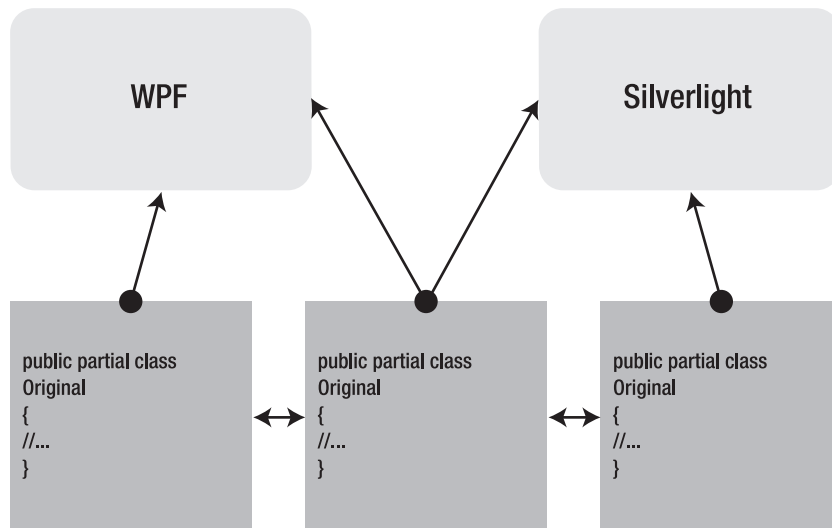 WPF
Silverlight
public partial class
Original
{
//...
}
public partial class
Original
{
//...
}
public partial class
Original
{
//...
}